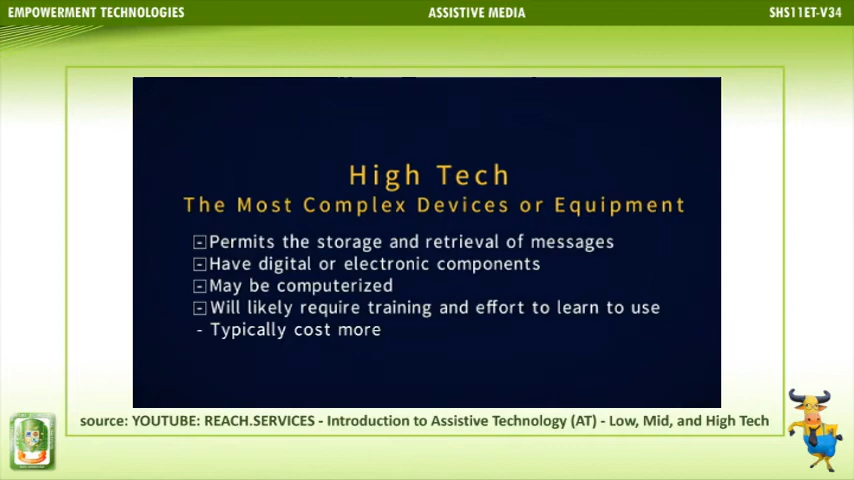 EMPOWERMENT TECHNOLOGIES
ASSISTIVE MEDIA
SHS11ET-V34
High Tech
The Most Complex Devices or Equipment
-Permits the storage and retrieval of messages
-Have digital or electronic components
-May be computerized
-Will likely require training and effort to learn to use
- Typically cost more
source: YOUTUBE: REACH.SERVICES - Introduction to Assistive Technology (AT) - Low, Mid, and High Tech